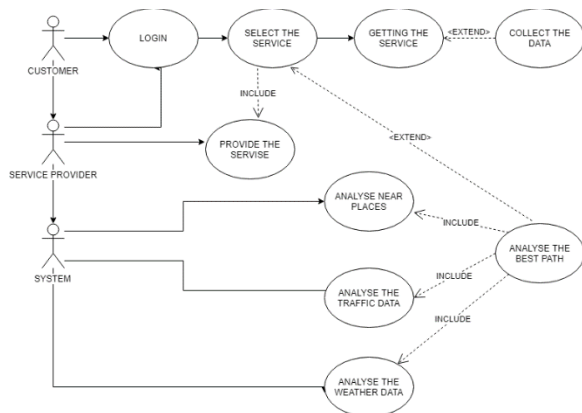 LOGIN
SELECT THE
SERVICE
GETTING THE
SERVICE
<EXTEND>
COLLECT THE
DATA
CUSTOMER
INCLUDE
PROVIDE THE
SERVISE
<EXTEND>
SERVICE PROVIDER
ANALYSE NEAR
PLACES
INCLUDE
ANALYSE THE
BEST PATH
SYSTEM
INCLUDE
ANALYSE THE
TRAFFIC DATA
INCLUDE
ANALYSE THE
WEATHER DATA